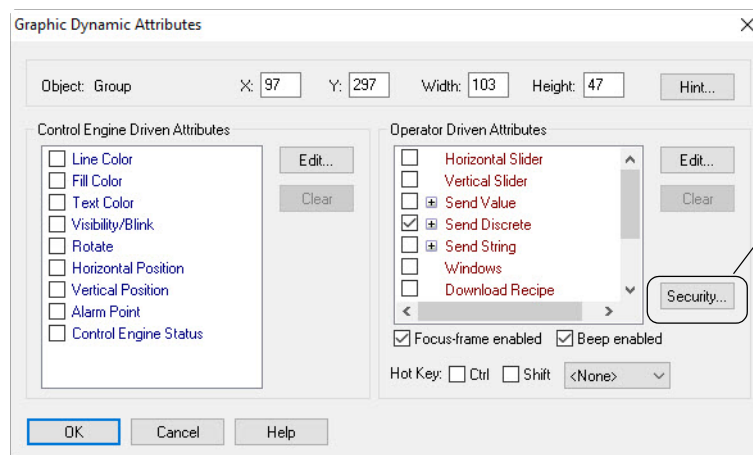 Graphic Dynamic Attributes
Object: Group X: 97 Y: 297 Width: 103 Height: 47 Hint...
Control Engine Driven Attributes
Line Color
Fill Color
Text Color
Visibility/Blink
Rotate
Horizontal Position
Vertical Position
Alarm Point
Control Engine Status
Edit...
Clear
Operator Driven Attributes
Horizontal Slider
Vertical Slider
Send Value
Send Discrete
Send String
Windows
Download Recipe
Edit...
Clear
Security...
Focus-frame enabled Beep enabled
Hot Key: Ctrl Shift <None>
OK Cancel Help